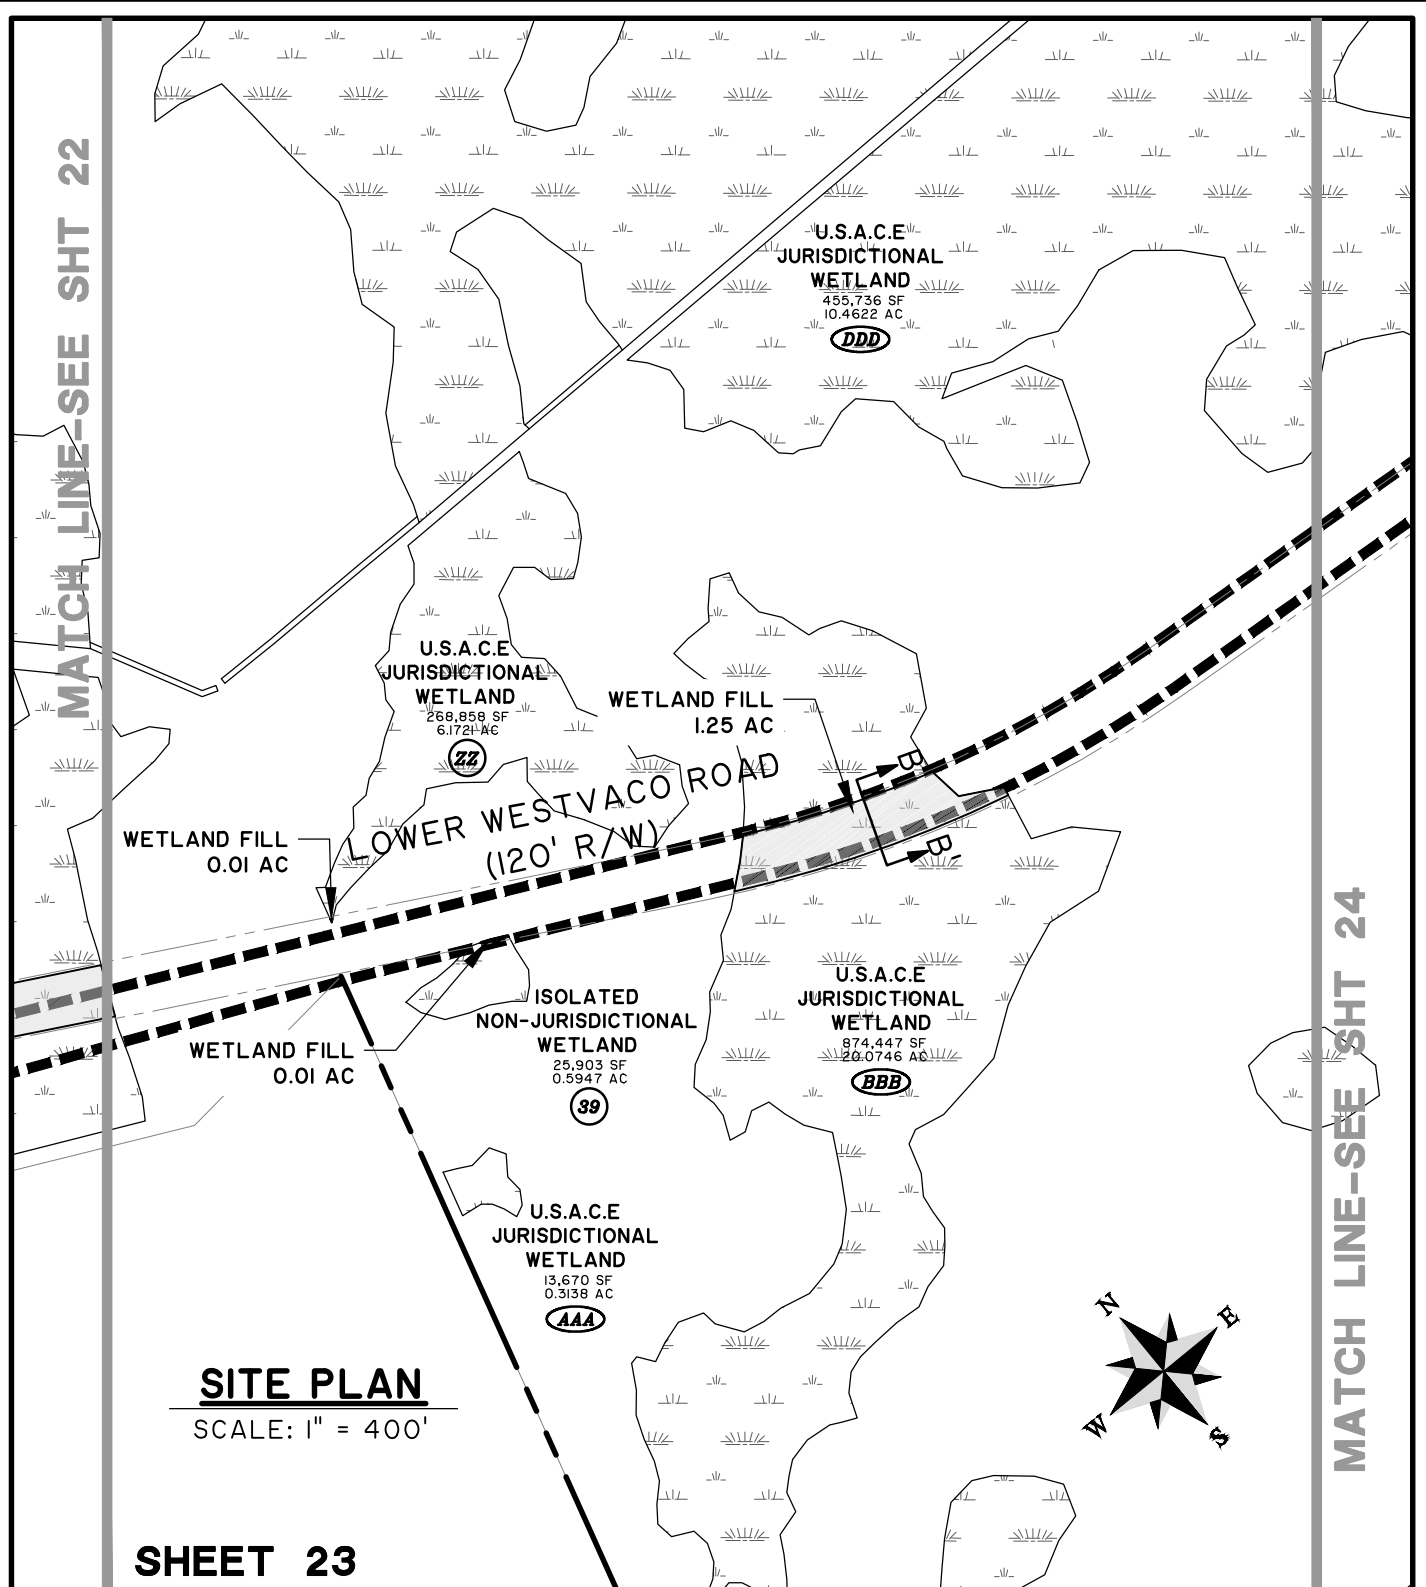 MATCH LINE-SEE SHT 22
U.S.A.C.E
JURISDICTIONAL
WETLAND
455,736 SF
10.4622 AC
DDD
U.S.A.C.E
JURISDICTIONAL
WETLAND
268,858 SF
6.1721 AC
ZZ
WETLAND FILL
1.25 AC
LOWER WESTVACO ROAD
(120' R/W)
B
B'
WETLAND FILL
0.01 AC
WETLAND FILL
0.01 AC
ISOLATED
NON-JURISDICTIONAL
WETLAND
25,903 SF
0.5947 AC
39
U.S.A.C.E
JURISDICTIONAL
WETLAND
874,447 SF
20.0746 AC
BBB
U.S.A.C.E
JURISDICTIONAL
WETLAND
13,670 SF
0.3138 AC
AAA
MATCH LINE-SEE SHT 24
N
E
W
S
SITE PLAN
SCALE: 1" = 400'
SHEET 23